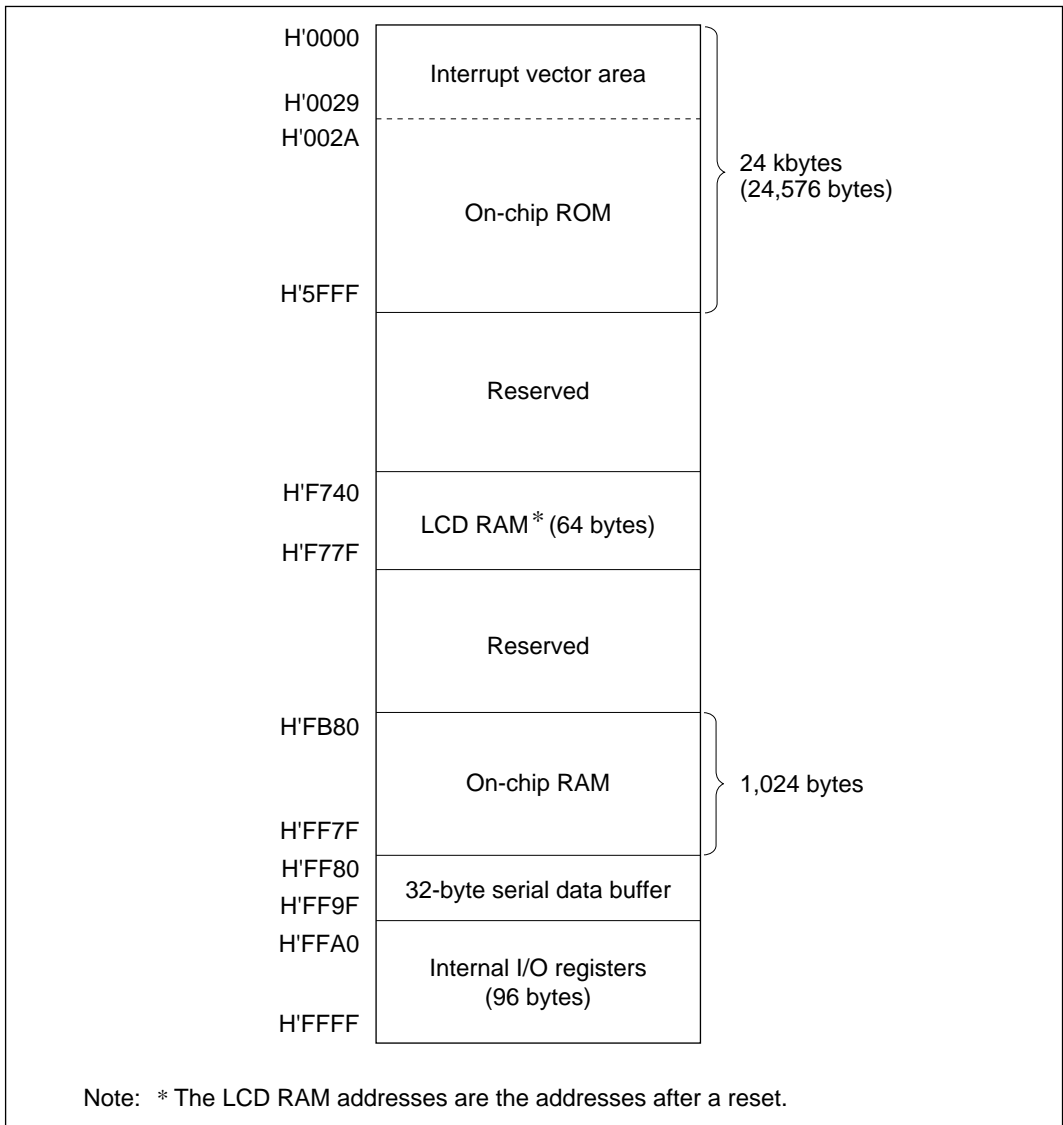 H'0000
Interrupt vector area
H'0029
H'002A
24 kbytes
(24,576 bytes)
On-chip ROM
H'5FFF
Reserved
H'F740
LCD RAM* (64 bytes)
H'F77F
Reserved
H'FB80
On-chip RAM
1,024 bytes
H'FF7F
H'FF80
32-byte serial data buffer
H'FF9F
H'FFA0
Internal I/O registers
(96 bytes)
H'FFFF
Note: * The LCD RAM addresses are the addresses after a reset.